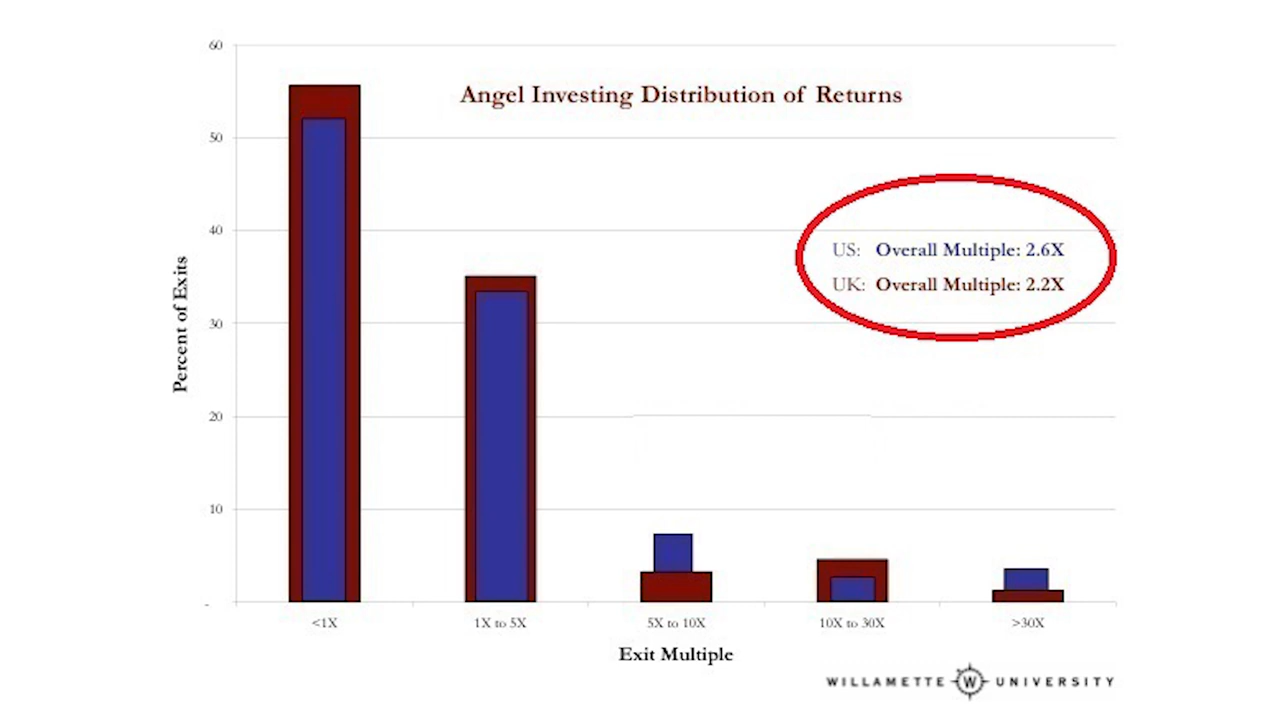 Angel Investing Distribution of Returns
60
50
40
30
20
10
-
Percent of Exits
US: Overall Multiple: 2.6X
UK: Overall Multiple: 2.2X
<1X
1X to 5X
5X to 10X
10X to 30X
>30X
Exit Multiple
WILLAMETTE W UNIVERSITY